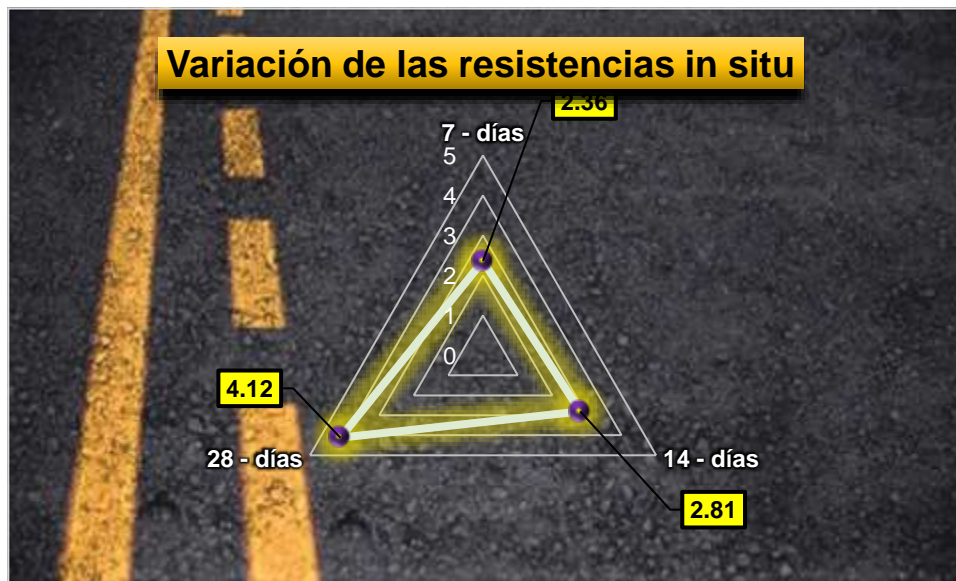 Variación de las resistencias in situ
2.36
7 - días
5
4
3
2
1
0
4.12
28 - días
14 - días
2.81